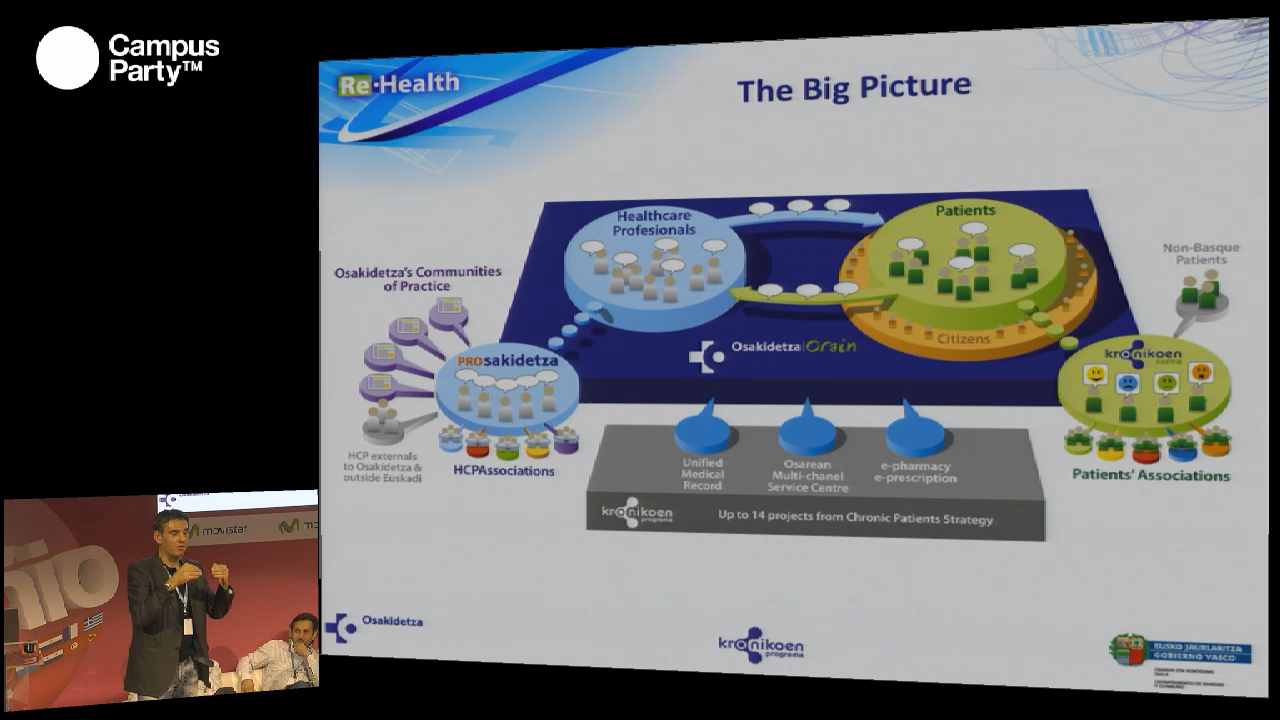 Campus
Party™
Re·Health
The Big Picture
Healthcare
Profesionals
Patients
Osakidetza's Communities
of Practice
Non-Basque
Patients
Citizens
Osakidetza Orain
PROsakidetza
kronikoen
sarea
HCP externals
to Osakidetza &
outside Euskadi
HCPAssociations
Unified
Medical
Record
Osarean
Multi-chanel
Service Centre
e-pharmacy
e-prescription
Patients' Associations
kronikoen
programa
Up to 14 projects from Chronic Patients Strategy
movistar
Osakidetza
kronikoen
programa
EUSKO JAURLARITZA
GOBIERNO VASCO